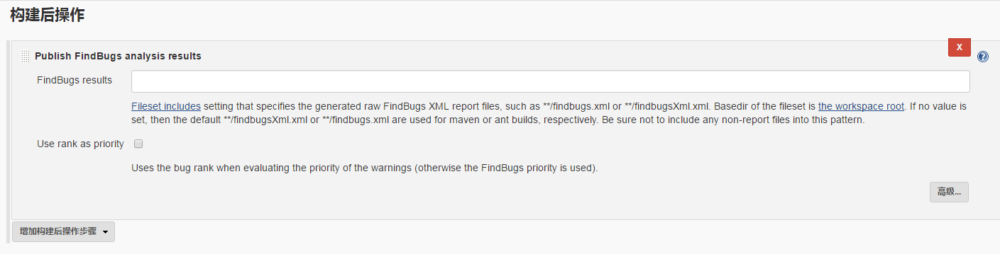 构建后操作
Publish FindBugs analysis results
X
FindBugs results
Fileset includes setting that specifies the generated raw FindBugs XML report files, such as **/findbugs.xml or **/findbugsXml.xml. Basedir of the fileset is the workspace root. If no value is
set, then the default **/findbugsXml.xml or **/findbugs.xml are used for maven or ant builds, respectively. Be sure not to include any non-report files into this pattern.
Use rank as priority
Uses the bug rank when evaluating the priority of the warnings (otherwise the FindBugs priority is used).
高级...
增加构建后操作步骤